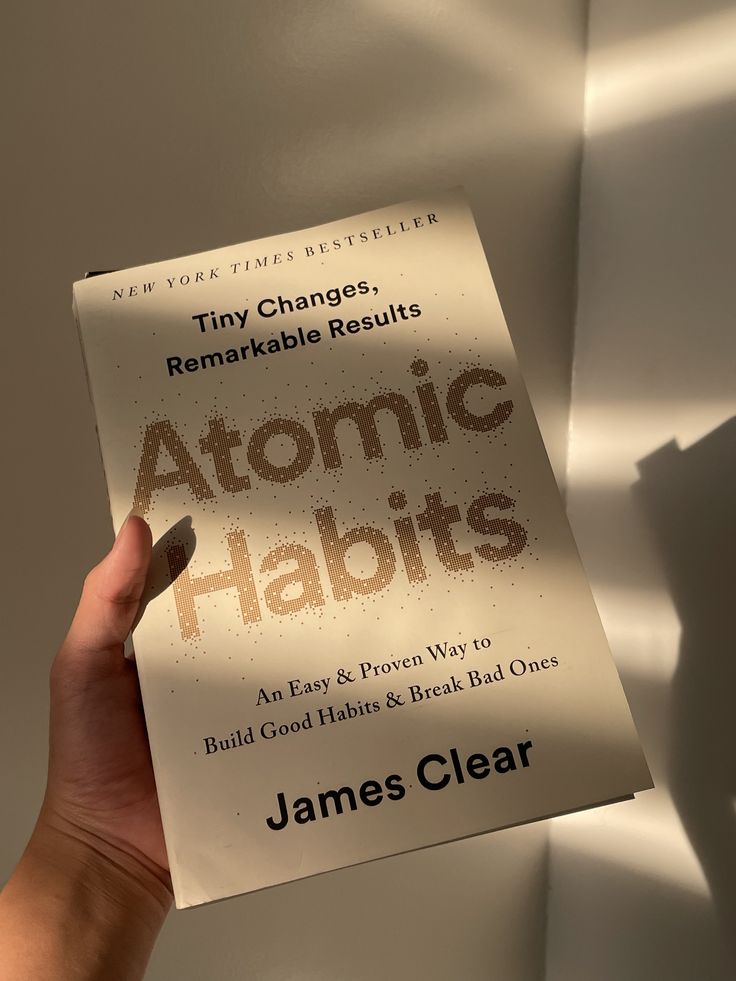 NEW YORK TIMES BESTSELLER
Tiny Changes,
Remarkable Results
Atomic
Habits
An Easy & Proven Way to
Build Good Habits & Break Bad Ones
James Clear